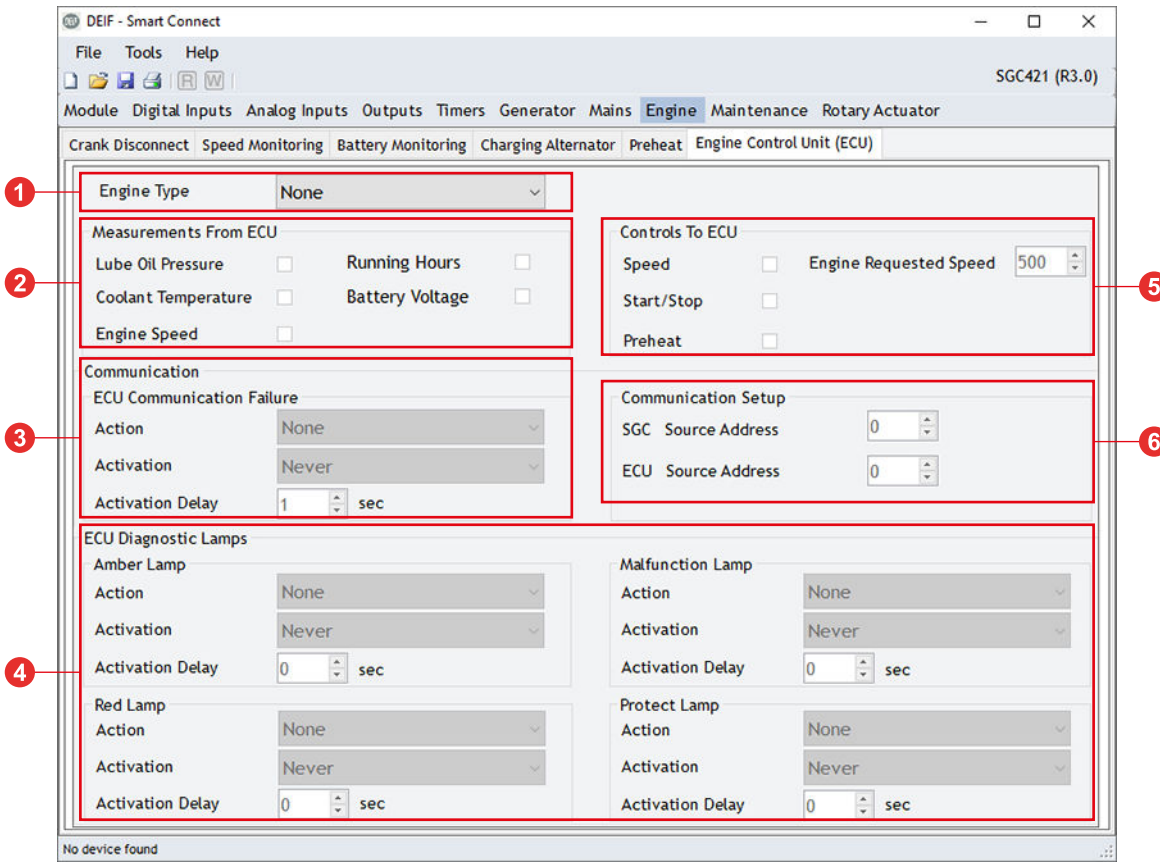 DEIF - Smart Connect
File Tools Help
R W
SGC421 (R3.0)
Module Digital Inputs Analog Inputs Outputs Timers Generator Mains Engine Maintenance Rotary Actuator
Crank Disconnect Speed Monitoring Battery Monitoring Charging Alternator Preheat Engine Control Unit (ECU)
1
Engine Type None
2
Measurements From ECU
Lube Oil Pressure Running Hours
Coolant Temperature Battery Voltage
Engine Speed
5
Controls To ECU
Speed Engine Requested Speed 500
Start/Stop
Preheat
3
Communication
ECU Communication Failure
Action None
Activation Never
Activation Delay 1 sec
6
Communication Setup
SGC Source Address 0
ECU Source Address 0
4
ECU Diagnostic Lamps
Amber Lamp
Action None
Activation Never
Activation Delay 0 sec
Malfunction Lamp
Action None
Activation Never
Activation Delay 0 sec
Red Lamp
Action None
Activation Never
Activation Delay 0 sec
Protect Lamp
Action None
Activation Never
Activation Delay 0 sec
No device found